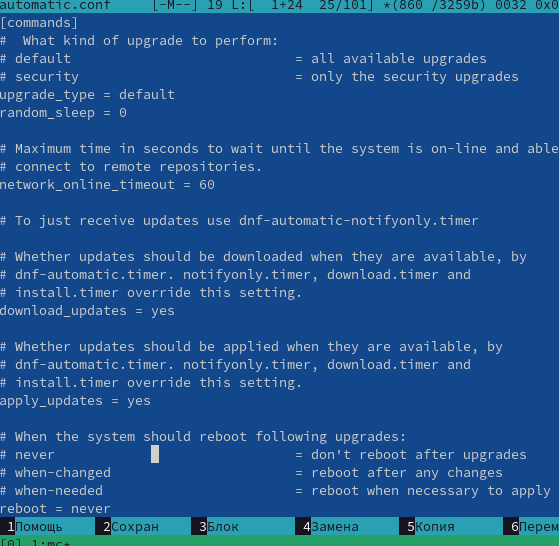 automatic.conf [-M--] 19 L:[ 1+24 25/101] *(860 /3259b) 0032 0x0
[commands]
# What kind of upgrade to perform:
# default = all available upgrades
# security = only the security upgrades
upgrade_type = default
random_sleep = 0
# Maximum time in seconds to wait until the system is on-line and able
# connect to remote repositories.
network_online_timeout = 60
# To just receive updates use dnf-automatic-notifyonly.timer
# Whether updates should be downloaded when they are available, by
# dnf-automatic.timer. notifyonly.timer, download.timer and
# install.timer override this setting.
download_updates = yes
# Whether updates should be applied when they are available, by
# dnf-automatic.timer. notifyonly.timer, download.timer and
# install.timer override this setting.
apply_updates = yes
# When the system should reboot following upgrades:
# never = don't reboot after upgrades
# when-changed = reboot after any changes
# when-needed = reboot when necessary to apply
reboot = never
1Помощь 2Сохран 3Блок 4Замена 5Копия 6Перем
[0] 1:mc*